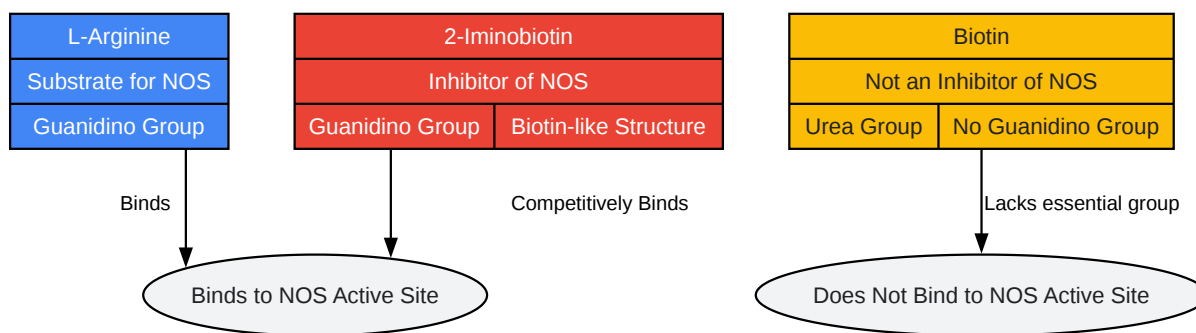 L-Arginine
Substrate for NOS
Guanidino Group
2-Iminobiotin
Inhibitor of NOS
Guanidino Group
Biotin-like Structure
Biotin
Not an Inhibitor of NOS
Urea Group
No Guanidino Group
Binds
Competitively Binds
Lacks essential group
Binds to NOS Active Site
Does Not Bind to NOS Active Site